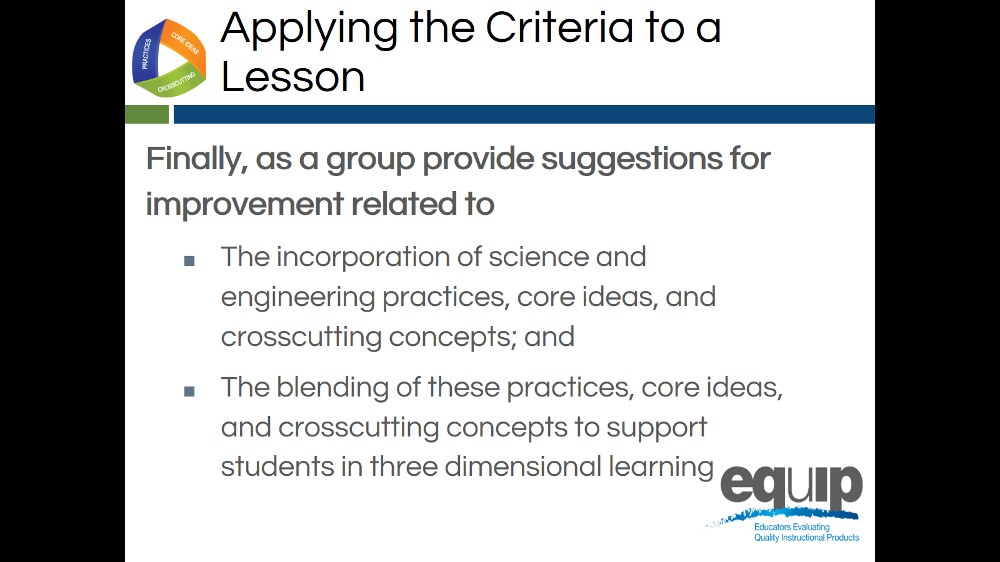 PRACTICES
CORE IDEAS
CROSSCUTTING
Applying the Criteria to a
Lesson
Finally, as a group provide suggestions for
improvement related to
■ The incorporation of science and
engineering practices, core ideas, and
crosscutting concepts; and
■ The blending of these practices, core ideas,
and crosscutting concepts to support
students in three dimensional learning
equip
Educators Evaluating
Quality Instructional Products